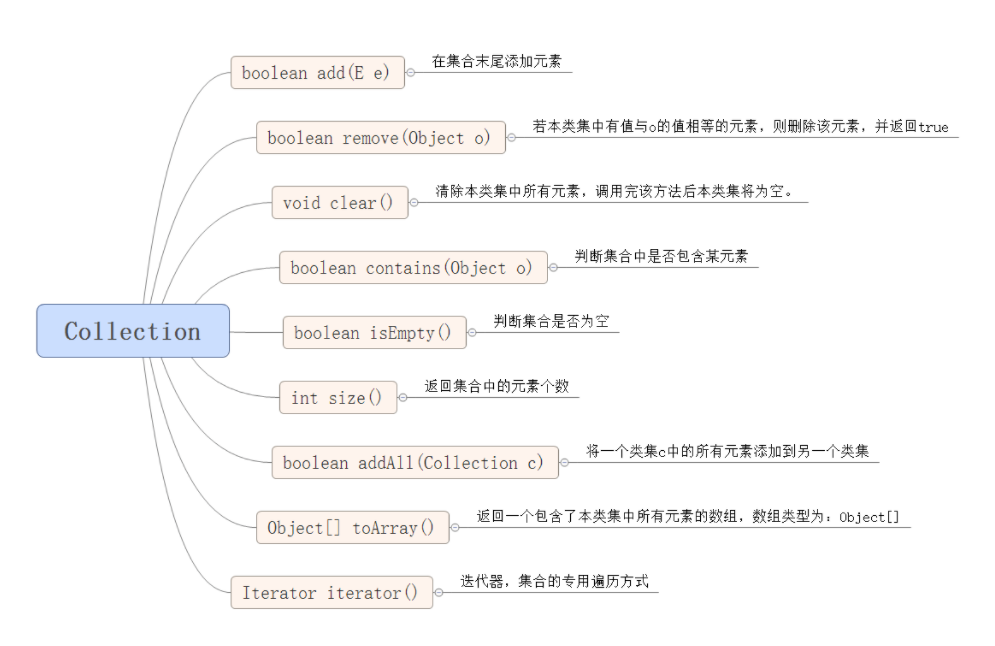 boolean add(E e)
在集合末尾添加元素
boolean remove(Object o)
若本类集中有值与o的值相等的元素，则删除该元素，并返回true
void clear()
清除本类集中所有元素，调用完该方法后本类集将为空。
boolean contains(Object o)
判断集合中是否包含某元素
Collection
boolean isEmpty()
判断集合是否为空
int size()
返回集合中的元素个数
boolean addAll(Collection c)
将一个类集c中的所有元素添加到另一个类集
Object[] toArray()
返回一个包含了本类集中所有元素的数组，数组类型为：Object[]
Iterator iterator()
迭代器，集合的专用遍历方式